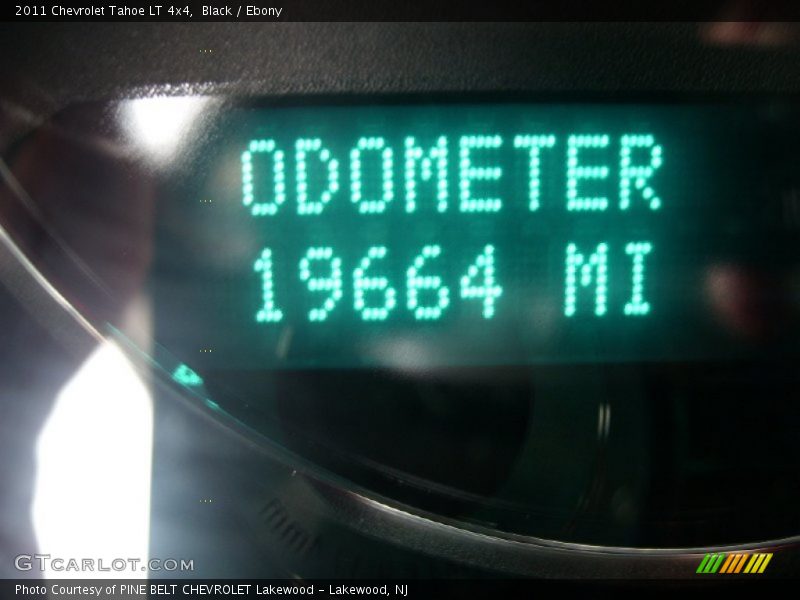 2011 Chevrolet Tahoe LT 4x4, Black / Ebony
ODOMETER
19664 MI
GTCARLOT.COM
Photo Courtesy of PINE BELT CHEVROLET Lakewood - Lakewood, NJ